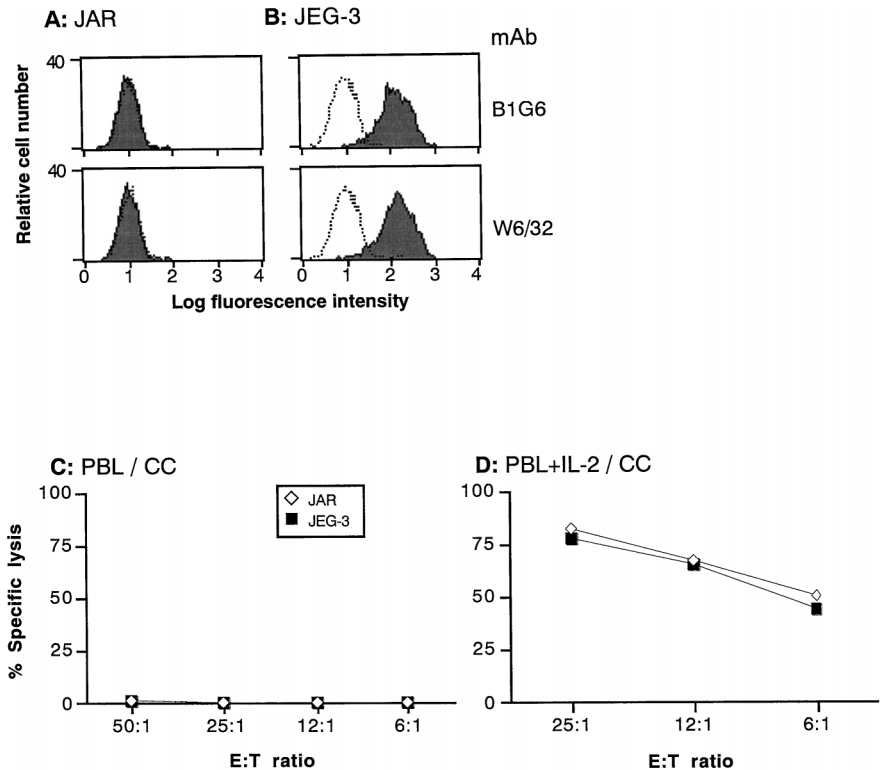 A: JAR
B: JEG-3
mAb
Relative cell number
40
B1G6
40
W6/32
0 1 2 3 4
0 1 2 3 4
Log fluorescence intensity
C: PBL / CC
D: PBL+IL-2 / CC
% Specific lysis
100
75
50
25
0
JAR
JEG-3
50:1 25:1 12:1 6:1
E:T ratio
100
75
50
25
0
25:1 12:1 6:1
E:T ratio